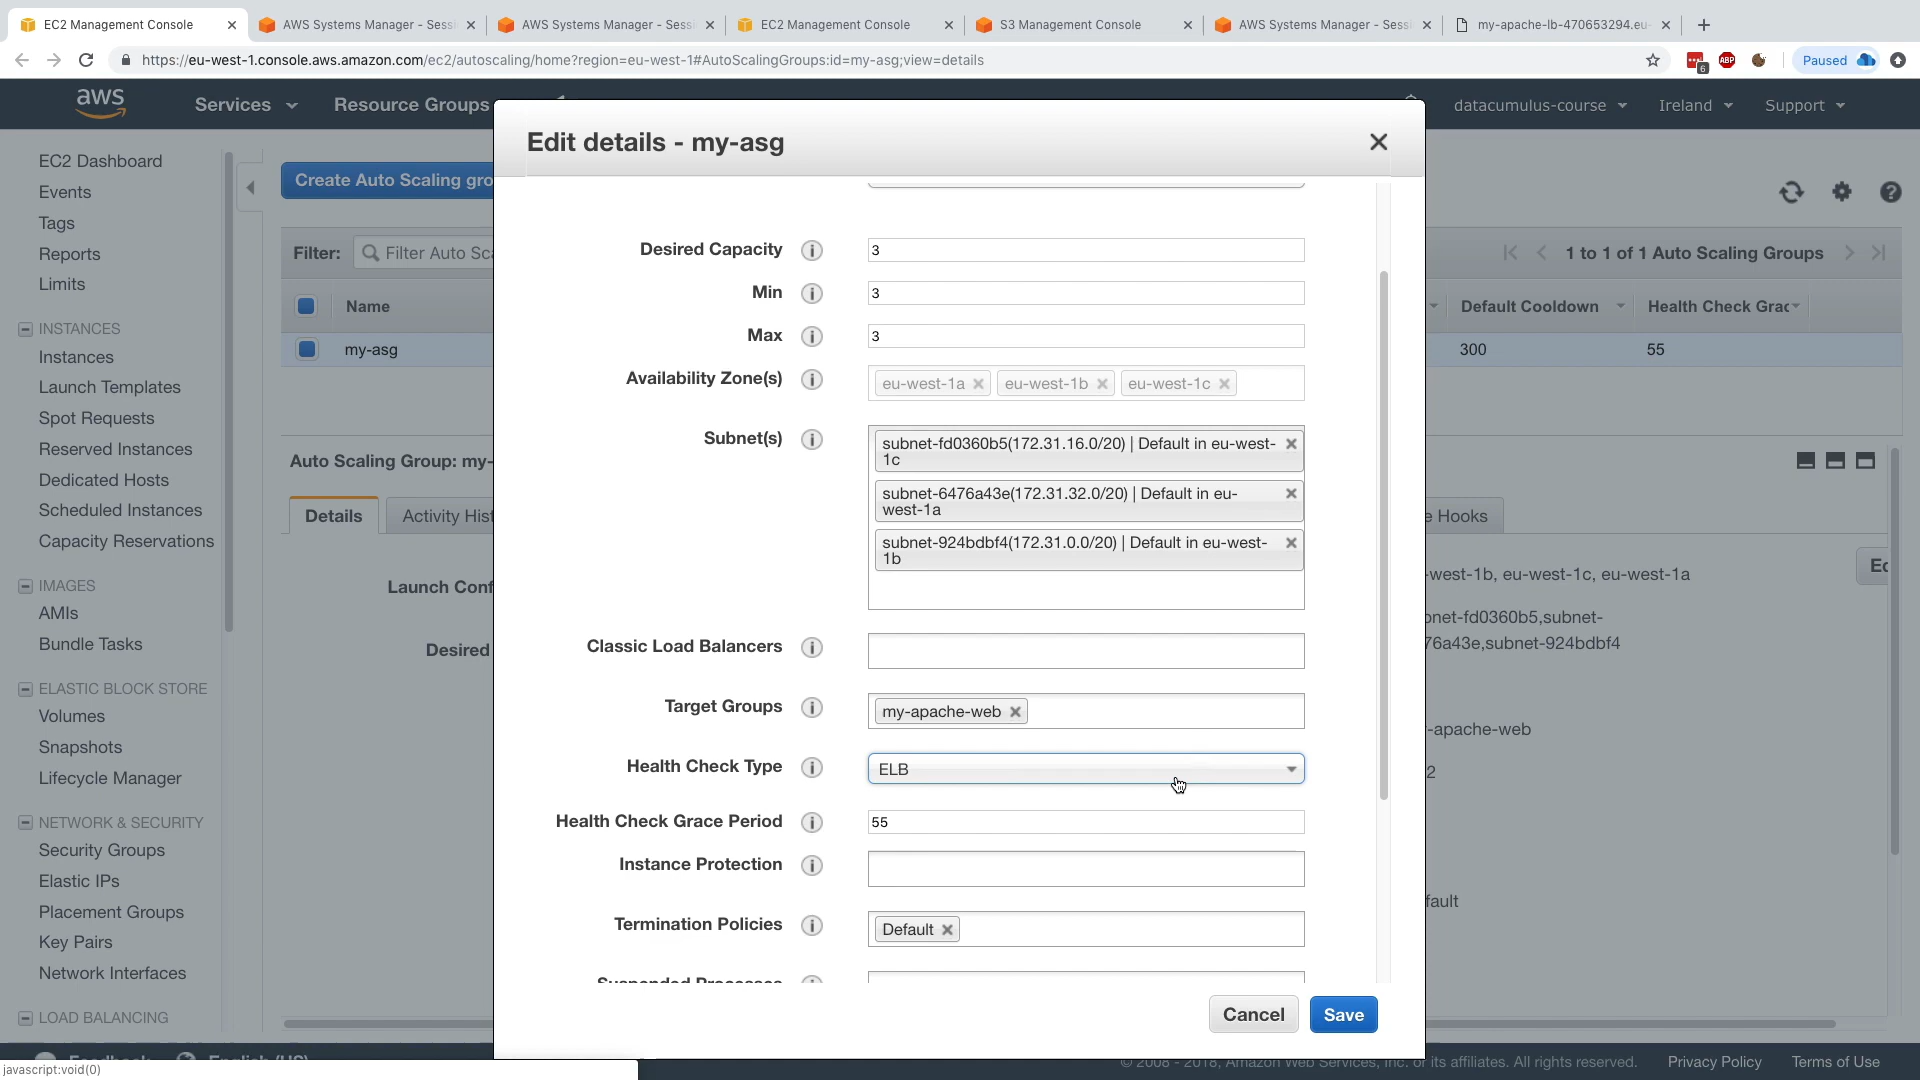 EC2 Management Console
AWS Systems Manager - Sessi
AWS Systems Manager - Sessi
EC2 Management Console
S3 Management Console
AWS Systems Manager - Sessi
my-apache-lb-470653294.eu-
https://eu-west-1.console.aws.amazon.com/ec2/autoscaling/home?region=eu-west-1#AutoScalingGroups:id=my-asg;view=details
6
ABP
Paused
aws
Services
Resource Groups
datacumulus-course
Ireland
Support
EC2 Dashboard
Events
Tags
Reports
Limits
INSTANCES
Instances
Launch Templates
Spot Requests
Reserved Instances
Dedicated Hosts
Scheduled Instances
Capacity Reservations
IMAGES
AMIs
Bundle Tasks
ELASTIC BLOCK STORE
Volumes
Snapshots
Lifecycle Manager
NETWORK & SECURITY
Security Groups
Elastic IPs
Placement Groups
Key Pairs
Network Interfaces
LOAD BALANCING
Create Auto Scaling gro
Filter:
Filter Auto Sca
1 to 1 of 1 Auto Scaling Groups
Name
Default Cooldown
Health Check Grac
my-asg
300
55
Auto Scaling Group: my-
Details
Activity Hist
e Hooks
Launch Conf
Desired
Ed
-west-1b, eu-west-1c, eu-west-1a
bnet-fd0360b5,subnet-
76a43e,subnet-924bdbf4
-apache-web
2
fault
Edit details - my-asg
Desired Capacity
3
Min
3
Max
3
Availability Zone(s)
eu-west-1a
eu-west-1b
eu-west-1c
Subnet(s)
subnet-fd0360b5(172.31.16.0/20) | Default in eu-west-
1c
subnet-6476a43e(172.31.32.0/20) | Default in eu-
west-1a
subnet-924bdbf4(172.31.0.0/20) | Default in eu-west-
1b
Classic Load Balancers
Target Groups
my-apache-web
Health Check Type
ELB
Health Check Grace Period
55
Instance Protection
Termination Policies
Default
Suspended Processes
Cancel
Save
Feedback
English (US)
© 2008 - 2018, Amazon Web Services, Inc. or its affiliates. All rights reserved.
Privacy Policy
Terms of Use
javascript:void(0)